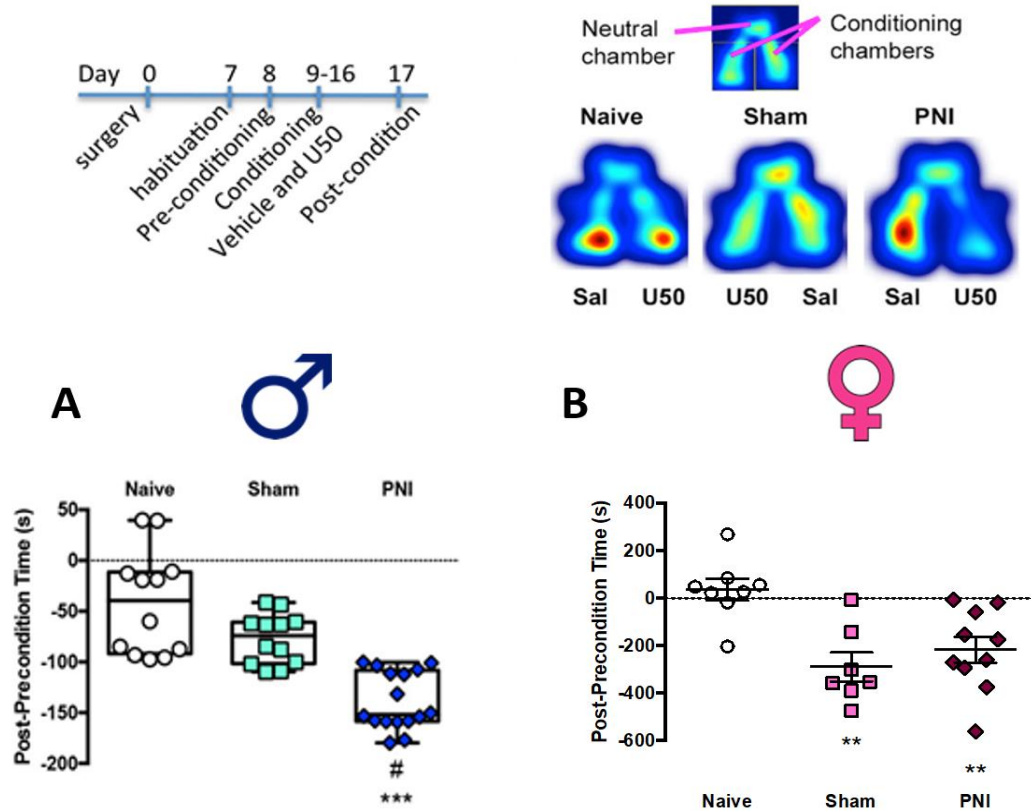 Day 0 7 8 9-16 17
surgery
habituation
Pre-conditioning
Conditioning
Vehicle and U50
Post-condition
Neutral
chamber
Conditioning
chambers
Naive Sham PNI
Sal U50 U50 Sal Sal U50
A
Naive Sham PNI
Post-Precondition Time (s)
50
0
-50
-100
-150
-200
#
***
B
Post-Precondition Time (s)
400
200
0
-200
-400
-600
**
**
Naive Sham PNI